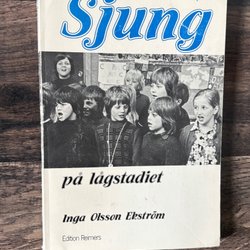 Sjung
på lågstadiet
Inga Olsson Ekström
Edition Reimers